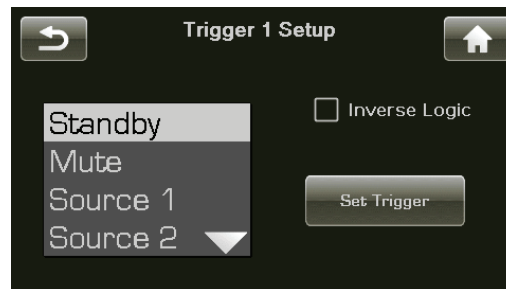 Trigger 1 Setup
Standby
Mute
Source 1
Source 2
Inverse Logic
Set Trigger